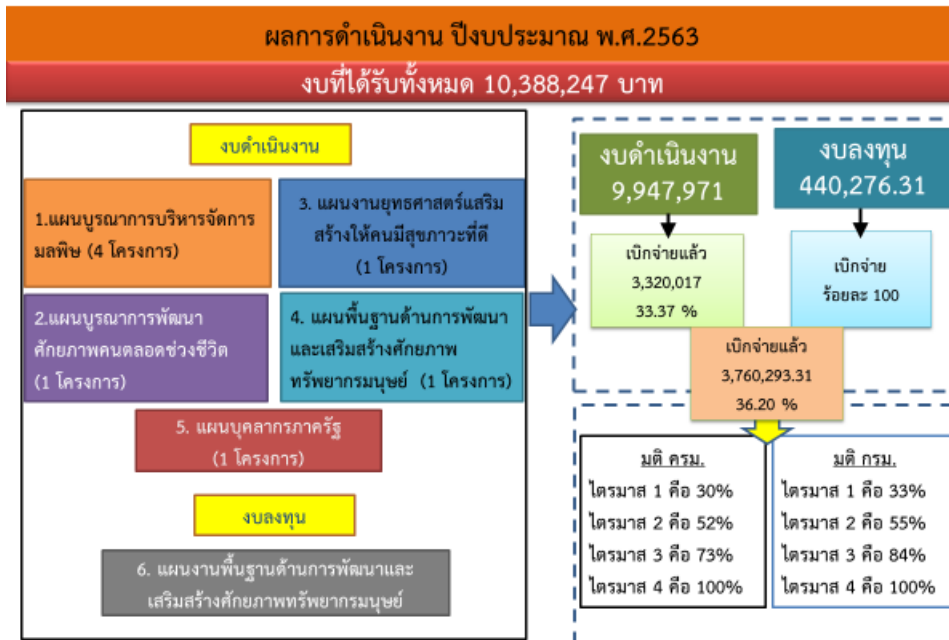 ผลการดำเนินงาน ปีงบประมาณ พ.ศ.2563
งบที่ได้รับทั้งหมด 10,388,247 บาท
งบดำเนินงาน
1.แผนบูรณาการบริหารจัดการ
มลพิษ (4 โครงการ)
3. แผนงานยุทธศาสตร์เสริม
สร้างให้คนมีสุขภาวะที่ดี
(1 โครงการ)
2.แผนบูรณาการพัฒนา
ศักยภาพคนตลอดช่วงชีวิต
(1 โครงการ)
4. แผนพื้นฐานด้านการพัฒนา
และเสริมสร้างศักยภาพ
ทรัพยากรมนุษย์ (1 โครงการ)
5. แผนบุคลากรภาครัฐ
(1 โครงการ)
งบลงทุน
6. แผนงานพื้นฐานด้านการพัฒนาและ
เสริมสร้างศักยภาพทรัพยากรมนุษย์
งบดำเนินงาน
9,947,971
งบลงทุน
440,276.31
เบิกจ่ายแล้ว
3,320,017
33.37 %
เบิกจ่าย
ร้อยละ 100
เบิกจ่ายแล้ว
3,760,293.31
36.20 %
มติ ครม.
ไตรมาส 1 คือ 30%
ไตรมาส 2 คือ 52%
ไตรมาส 3 คือ 73%
ไตรมาส 4 คือ 100%
มติ กรม.
ไตรมาส 1 คือ 33%
ไตรมาส 2 คือ 55%
ไตรมาส 3 คือ 84%
ไตรมาส 4 คือ 100%